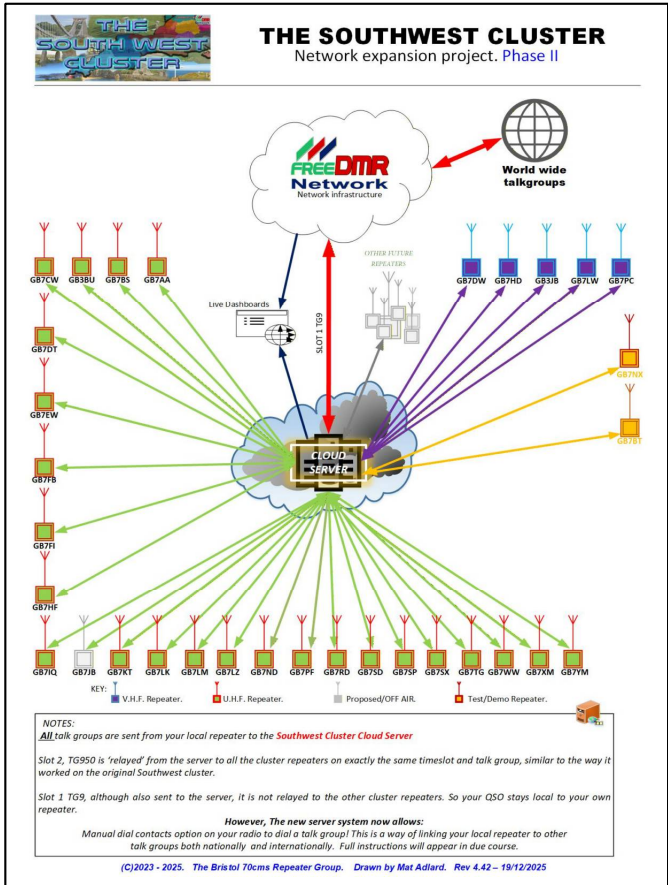 THE
SOUTH WEST
CLUSTER
THE SOUTHWEST CLUSTER
Network expansion project. Phase II
FREEDMR
Network
Network infrastructure
World wide
talkgroups
GB7CW GB3BU GB7BS GB7AA
OTHER FUTURE
REPEATERS
GB7DW GB7HD GB3JB GB7LW GB7PC
Live Dashboards
SLOT 1 TG9
GB7DT
GB7NX
GB7EW
GB7BT
CLOUD
SERVER
GB7FB
GB7FI
GB7HF
GB7IQ GB7JB GB7KT GB7LK GB7LM GB7LZ GB7ND GB7PF GB7RD GB7SD GB7SP GB7SX GB7TG GB7WW GB7XM GB7YM
KEY: V.H.F. Repeater. U.H.F. Repeater. Proposed/OFF AIR. Test/Demo Repeater.
NOTES:
All talk groups are sent from your local repeater to the Southwest Cluster Cloud Server
Slot 2, TG950 is ‘relayed’ from the server to all the cluster repeaters on exactly the same timeslot and talk group, similar to the way it
worked on the original Southwest cluster.
Slot 1 TG9, although also sent to the server, it is not relayed to the other cluster repeaters. So your QSO stays local to your own
repeater.
However, The new server system now allows:
Manual dial contacts option on your radio to dial a talk group! This is a way of linking your local repeater to other
talk groups both nationally and internationally. Full instructions will appear in due course.
(C)2023 - 2025. The Bristol 70cms Repeater Group. Drawn by Mat Adlard. Rev 4.42 – 19/12/2025